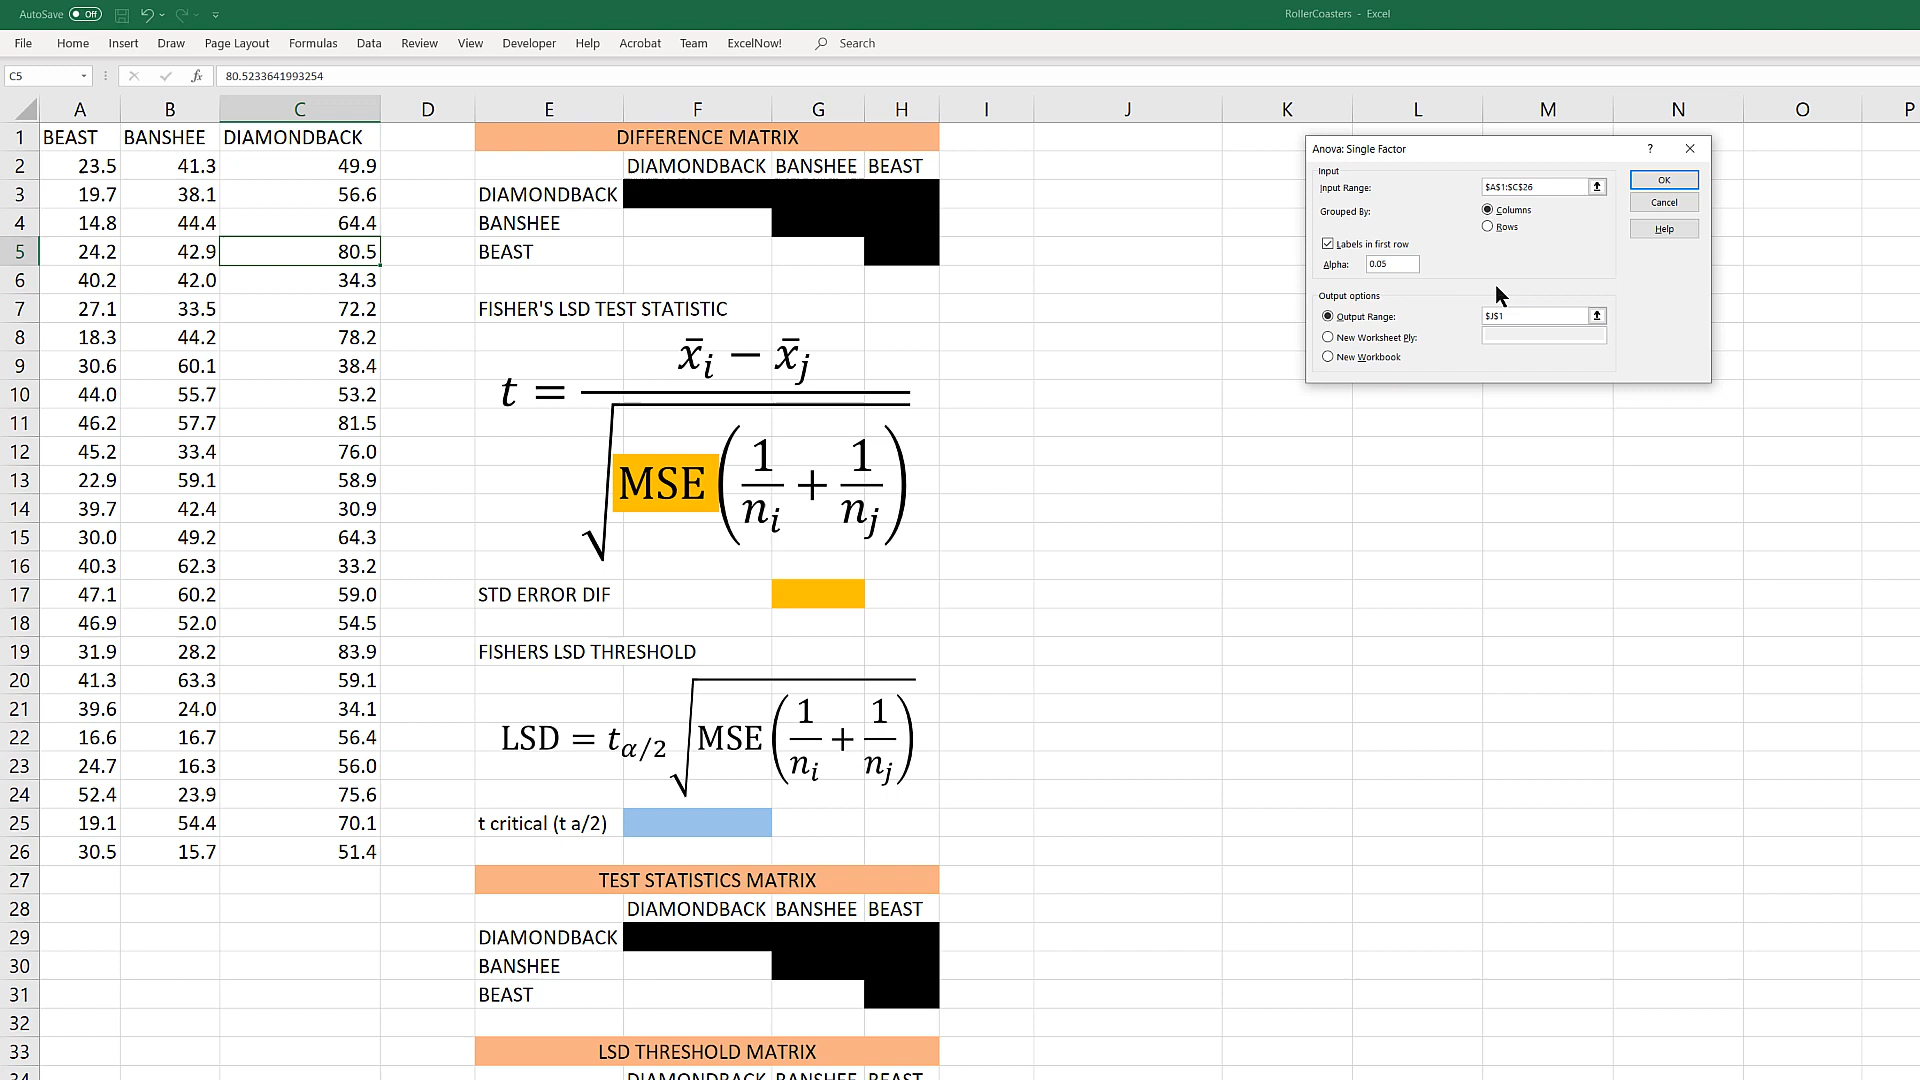 AutoSave Off RollerCoasters - Excel
File Home Insert Draw Page Layout Formulas Data Review View Developer Help Acrobat Team ExcelNow! Search
C5 fx 80.5233641993254
A B C D E F G H I J K L M N O P
1 BEAST BANSHEE DIAMONDBACK DIFFERENCE MATRIX
2 23.5 41.3 49.9 DIAMONDBACK BANSHEE BEAST
3 19.7 38.1 56.6 DIAMONDBACK
4 14.8 44.4 64.4 BANSHEE
5 24.2 42.9 80.5 BEAST
6 40.2 42.0 34.3
7 27.1 33.5 72.2 FISHER'S LSD TEST STATISTIC
8 18.3 44.2 78.2
9 30.6 60.1 38.4
10 44.0 55.7 53.2
11 46.2 57.7 81.5
12 45.2 33.4 76.0
13 22.9 59.1 58.9
14 39.7 42.4 30.9
15 30.0 49.2 64.3
16 40.3 62.3 33.2
17 47.1 60.2 59.0 STD ERROR DIF
18 46.9 52.0 54.5
19 31.9 28.2 83.9 FISHERS LSD THRESHOLD
20 41.3 63.3 59.1
21 39.6 24.0 34.1
22 16.6 16.7 56.4
23 24.7 16.3 56.0
24 52.4 23.9 75.6
25 19.1 54.4 70.1 t critical (t a/2)
26 30.5 15.7 51.4
27 TEST STATISTICS MATRIX
28 DIAMONDBACK BANSHEE BEAST
29 DIAMONDBACK
30 BANSHEE
31 BEAST
32
33 LSD THRESHOLD MATRIX
34 DIAMONDBACK BANSHEE BEAST
t = (x̄i − x̄j) / √(MSE (1/ni + 1/nj))
LSD = tα/2 √(MSE (1/ni + 1/nj))
Anova: Single Factor ?
Input
Input Range: $A$1:$C$26 OK
Grouped By: Columns Cancel
Rows Help
Labels in first row
Alpha: 0.05
Output options
Output Range: $J$1
New Worksheet Ply:
New Workbook